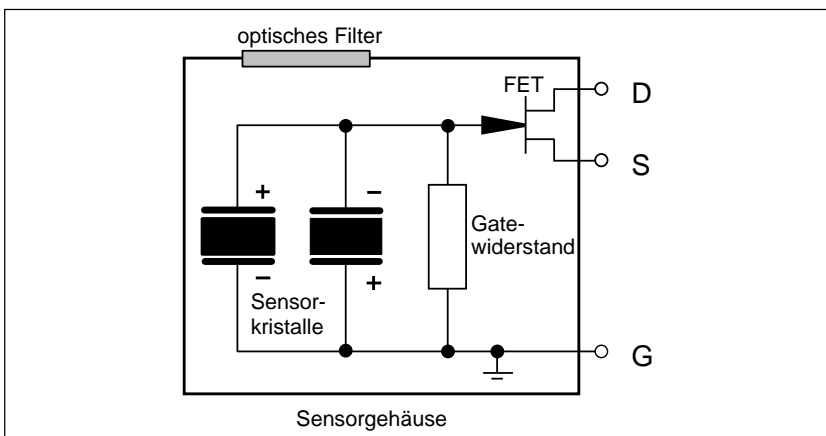 optisches Filter
FET
D
S
+
–
–
+
Gate-
widerstand
Sensor-
kristalle
G
Sensorgehäuse